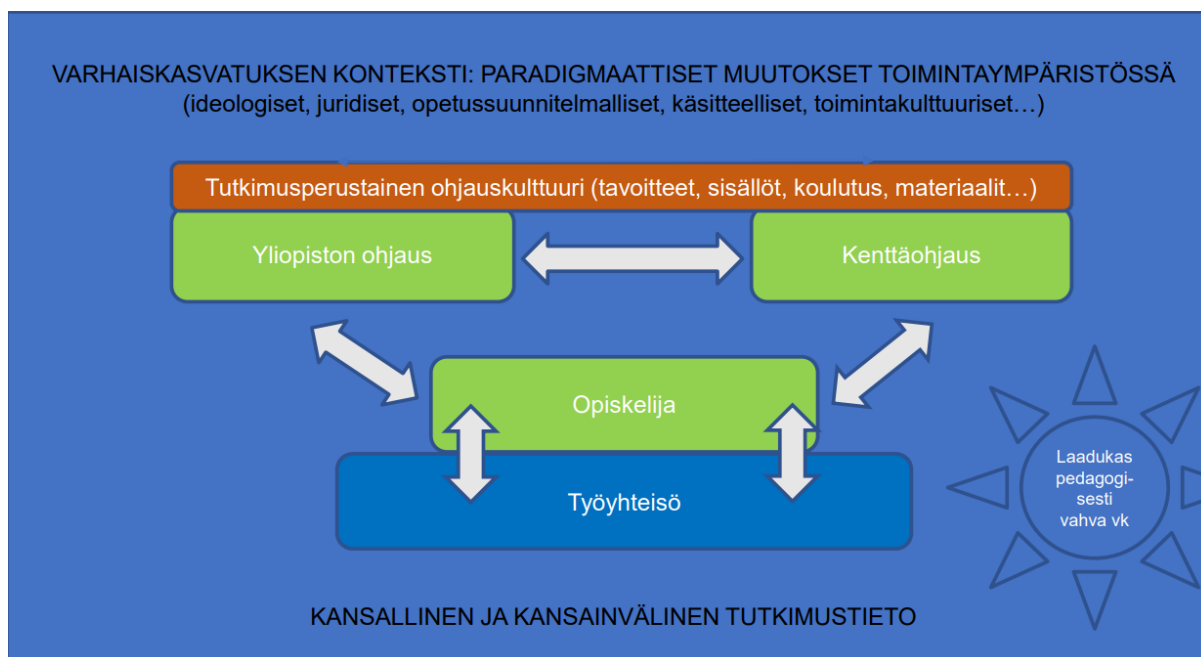 VARHAISKASVATUKSEN KONTEKSTI: PARADIGMAATTISET MUUTOKSET TOIMINTAYMPÄRISTÖSSÄ
(ideologiset, juridiset, opetussuunnitelmalliset, käsitteelliset, toimintakulttuuriset…)
Tutkimusperustainen ohjauskulttuuri (tavoitteet, sisällöt, koulutus, materiaalit…)
Yliopiston ohjaus
Kenttäohjaus
Opiskelija
Työyhteisö
Laadukas
pedagogi-
sesti
vahva vk
KANSALLINEN JA KANSAINVÄLINEN TUTKIMUSTIETO